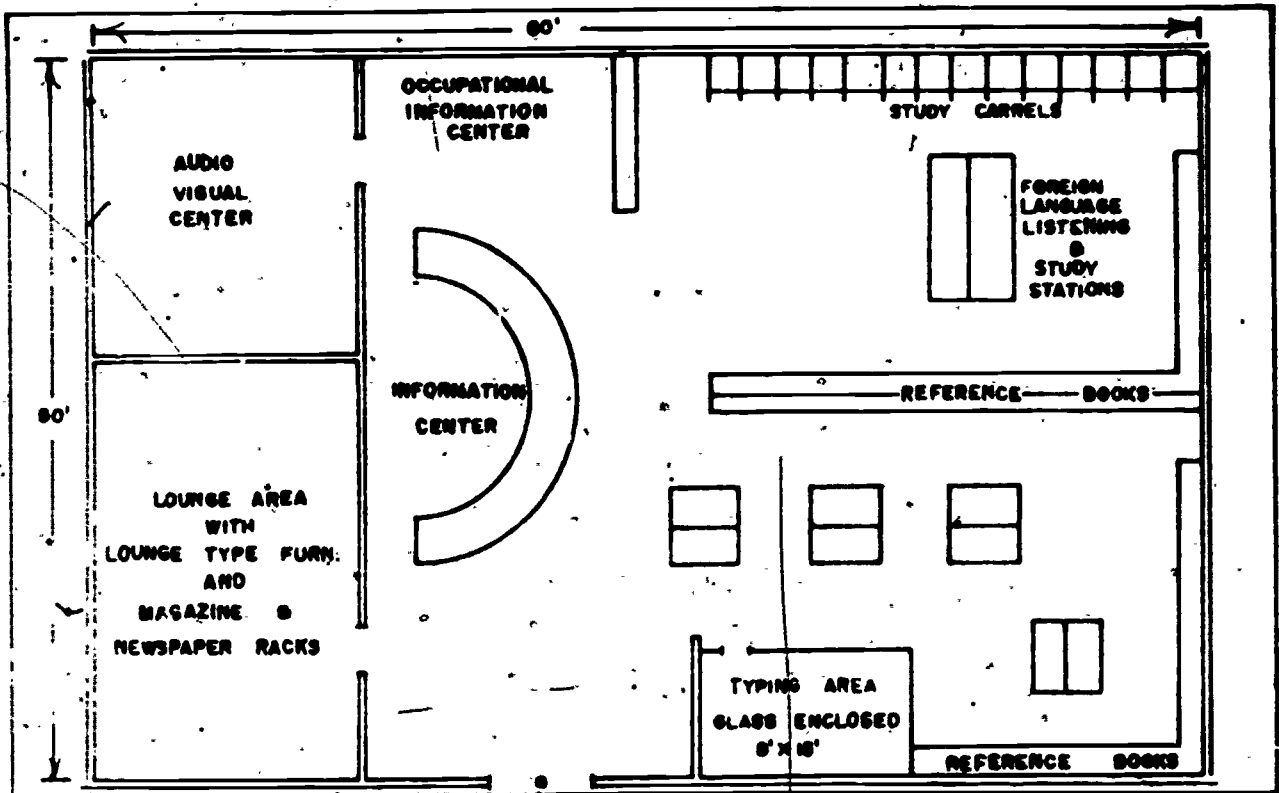 80'
OCCUPATIONAL
INFORMATION
CENTER
STUDY CARRELS
AUDIO
VISUAL
CENTER
FOREIGN
LANGUAGE
LISTENING
&
STUDY
STATIONS
50'
INFORMATION
CENTER
REFERENCE BOOKS
LOUNGE AREA
WITH
LOUNGE TYPE FURN.
AND
MAGAZINE &
NEWSPAPER RACKS
TYPING AREA
GLASS ENCLOSED
REFERENCE BOOKS